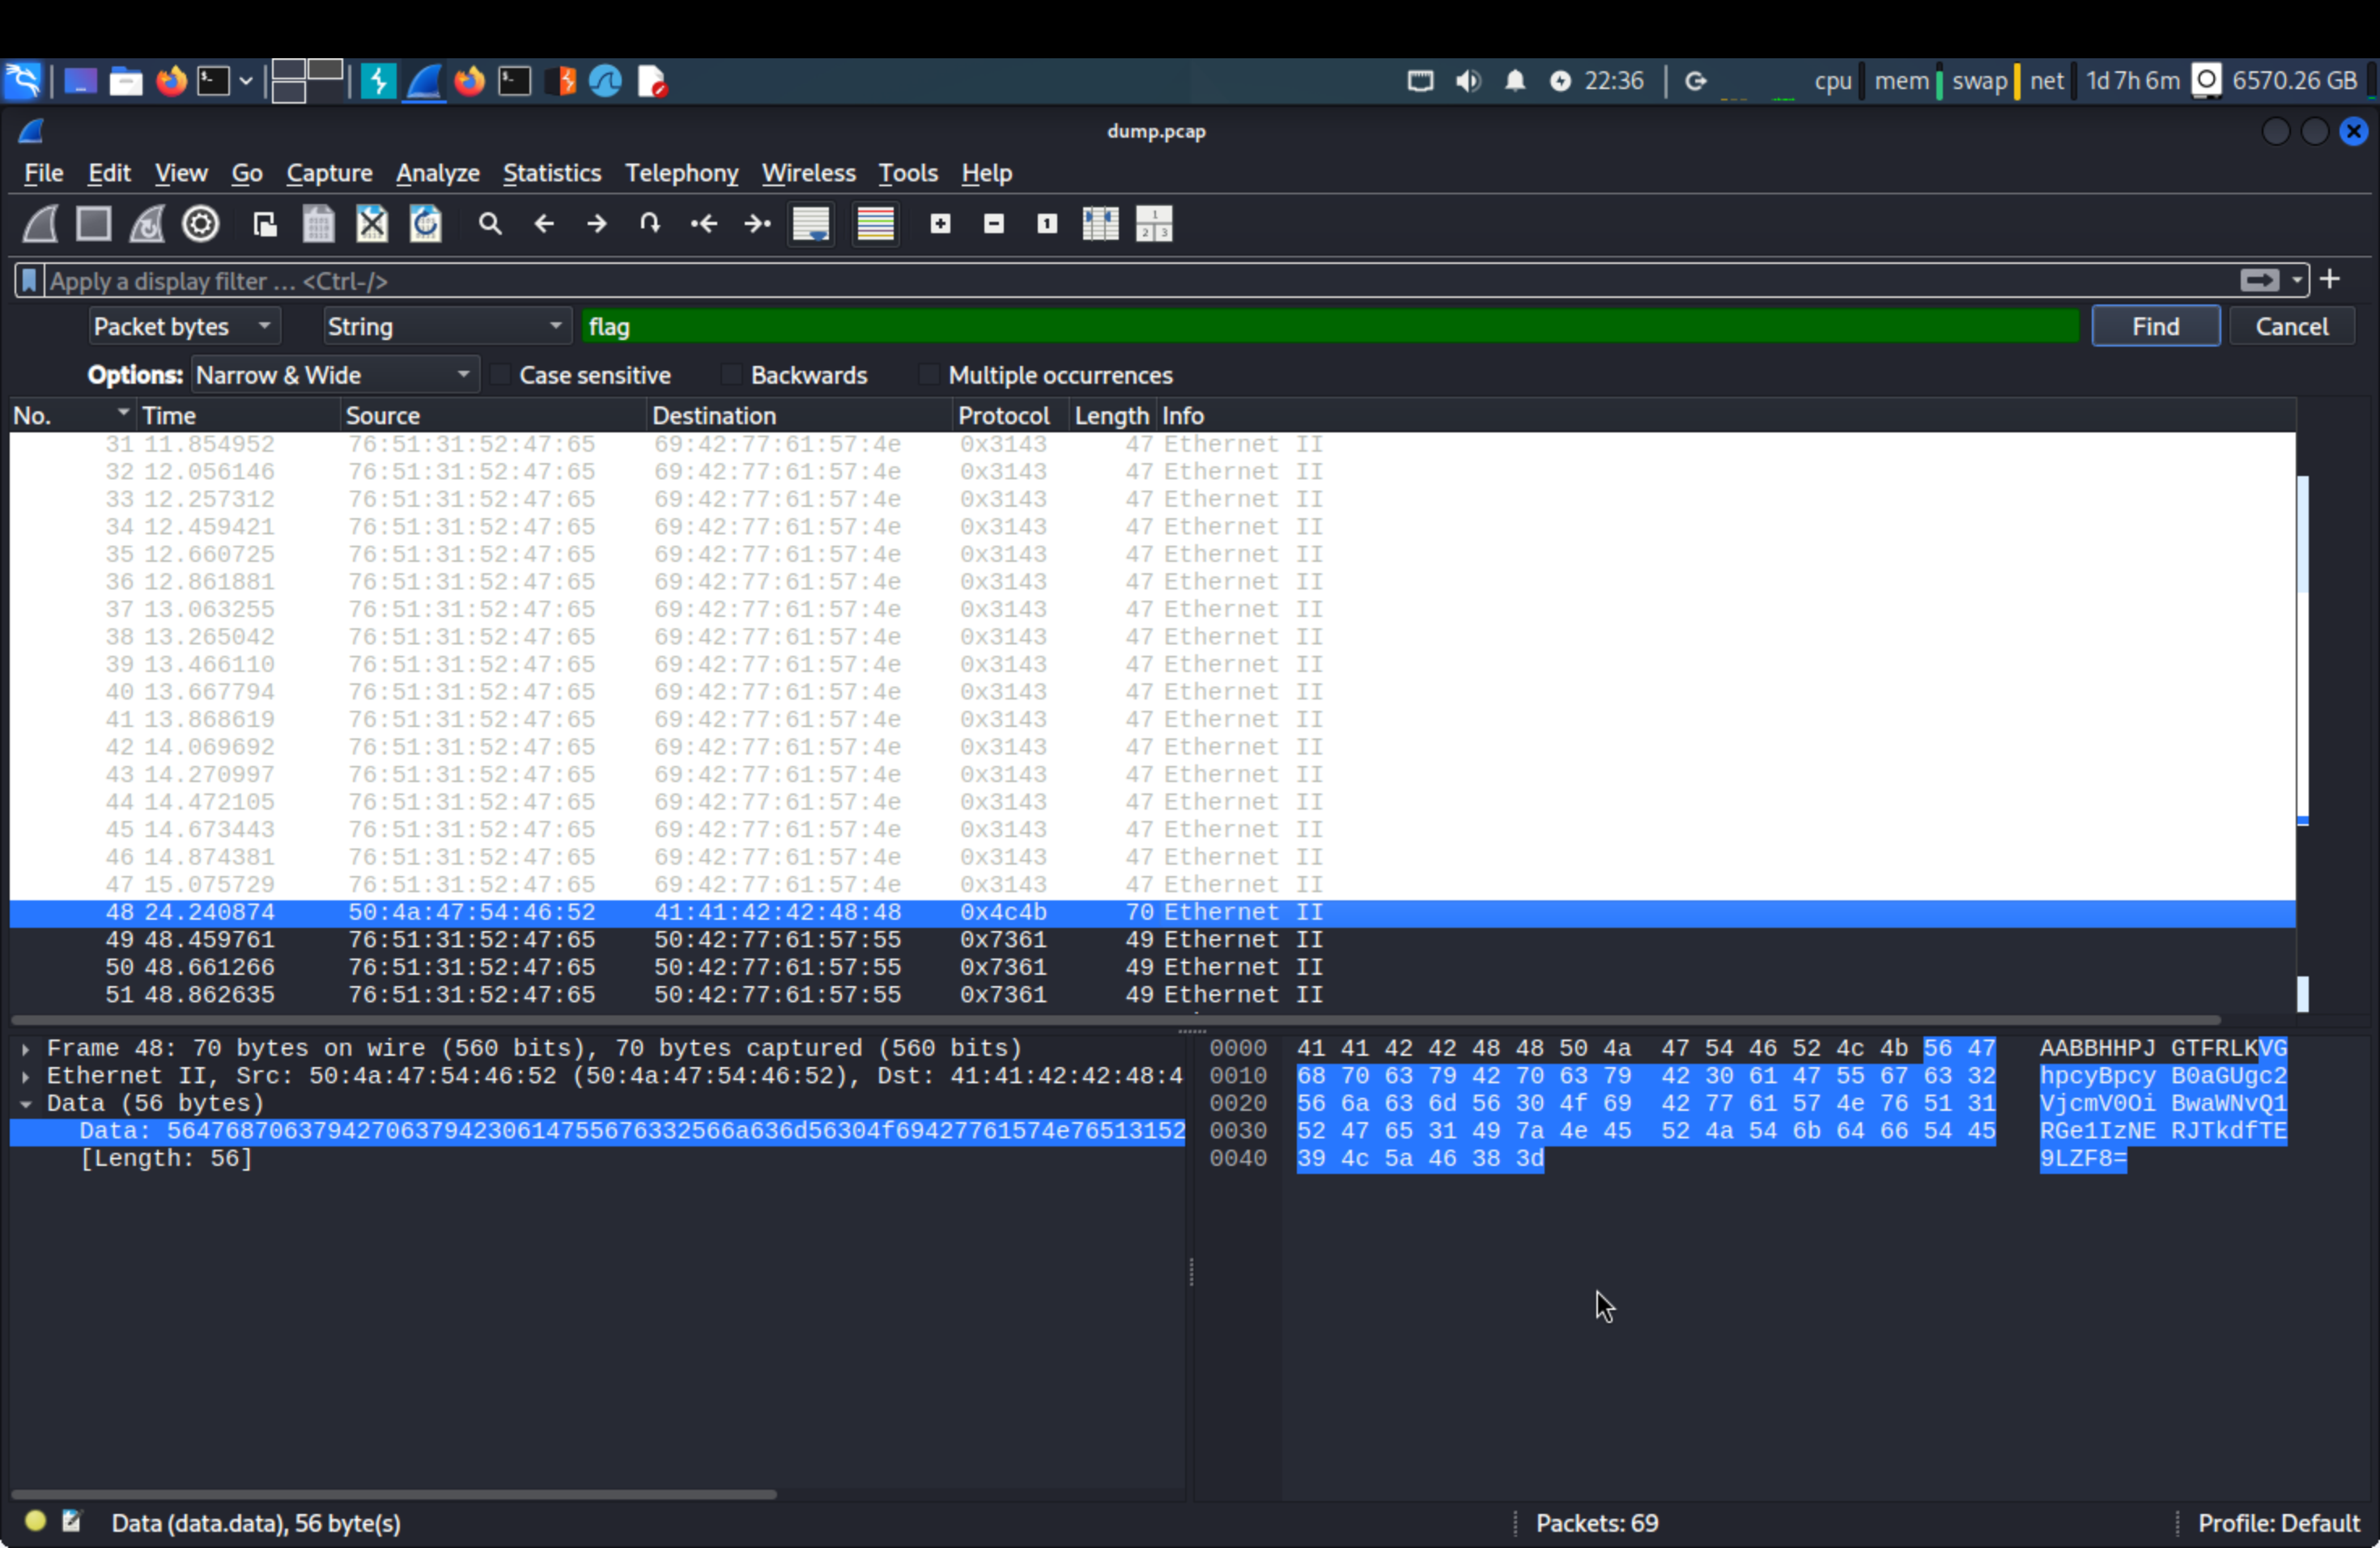 22:36 cpu mem swap net 1d 7h 6m 6570.26 GB
dump.pcap
File Edit View Go Capture Analyze Statistics Telephony Wireless Tools Help
Apply a display filter … <Ctrl-/>
Packet bytes String flag Find Cancel
Options: Narrow & Wide Case sensitive Backwards Multiple occurrences
No. Time Source Destination Protocol Length Info
31 11.854952 76:51:31:52:47:65 69:42:77:61:57:4e 0x3143 47 Ethernet II
32 12.056146 76:51:31:52:47:65 69:42:77:61:57:4e 0x3143 47 Ethernet II
33 12.257312 76:51:31:52:47:65 69:42:77:61:57:4e 0x3143 47 Ethernet II
34 12.459421 76:51:31:52:47:65 69:42:77:61:57:4e 0x3143 47 Ethernet II
35 12.660725 76:51:31:52:47:65 69:42:77:61:57:4e 0x3143 47 Ethernet II
36 12.861881 76:51:31:52:47:65 69:42:77:61:57:4e 0x3143 47 Ethernet II
37 13.063255 76:51:31:52:47:65 69:42:77:61:57:4e 0x3143 47 Ethernet II
38 13.265042 76:51:31:52:47:65 69:42:77:61:57:4e 0x3143 47 Ethernet II
39 13.466110 76:51:31:52:47:65 69:42:77:61:57:4e 0x3143 47 Ethernet II
40 13.667794 76:51:31:52:47:65 69:42:77:61:57:4e 0x3143 47 Ethernet II
41 13.868619 76:51:31:52:47:65 69:42:77:61:57:4e 0x3143 47 Ethernet II
42 14.069692 76:51:31:52:47:65 69:42:77:61:57:4e 0x3143 47 Ethernet II
43 14.270997 76:51:31:52:47:65 69:42:77:61:57:4e 0x3143 47 Ethernet II
44 14.472105 76:51:31:52:47:65 69:42:77:61:57:4e 0x3143 47 Ethernet II
45 14.673443 76:51:31:52:47:65 69:42:77:61:57:4e 0x3143 47 Ethernet II
46 14.874381 76:51:31:52:47:65 69:42:77:61:57:4e 0x3143 47 Ethernet II
47 15.075729 76:51:31:52:47:65 69:42:77:61:57:4e 0x3143 47 Ethernet II
48 24.240874 50:4a:47:54:46:52 41:41:42:42:48:48 0x4c4b 70 Ethernet II
49 48.459761 76:51:31:52:47:65 50:42:77:61:57:55 0x7361 49 Ethernet II
50 48.661266 76:51:31:52:47:65 50:42:77:61:57:55 0x7361 49 Ethernet II
51 48.862635 76:51:31:52:47:65 50:42:77:61:57:55 0x7361 49 Ethernet II
Frame 48: 70 bytes on wire (560 bits), 70 bytes captured (560 bits)
Ethernet II, Src: 50:4a:47:54:46:52 (50:4a:47:54:46:52), Dst: 41:41:42:42:48:4
Data (56 bytes)
Data: 564768706379427063794230614755676332566a636d56304f69427761574e76513152
[Length: 56]
0000 41 41 42 42 48 48 50 4a 47 54 46 52 4c 4b 56 47 AABBHHPJ GTFRLKVG
0010 68 70 63 79 42 70 63 79 42 30 61 47 55 67 63 32 hpcyBpcy B0aGUgc2
0020 56 6a 63 6d 56 30 4f 69 42 77 61 57 4e 76 51 31 VjcmV0Oi BwaWNvQ1
0030 52 47 65 31 49 7a 4e 45 52 4a 54 6b 64 66 54 45 RGe1IzNE RJTkdfTE
0040 39 4c 5a 46 38 3d 9LZF8=
Data (data.data), 56 byte(s) Packets: 69 Profile: Default